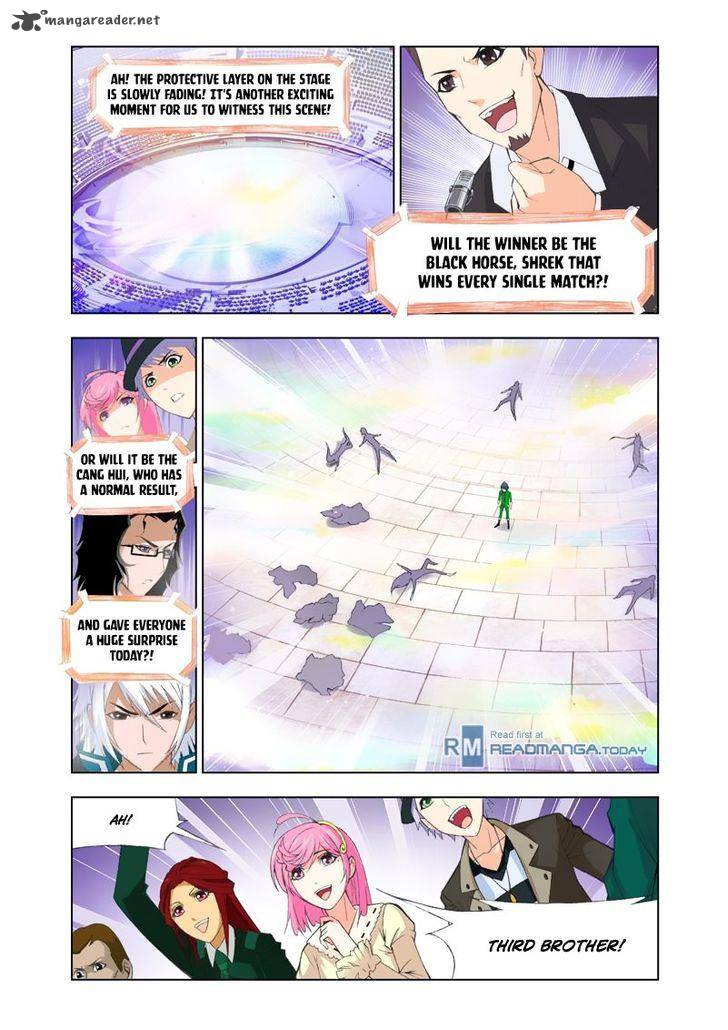 mangareader.net
AH! THE PROTECTIVE LAYER ON THE STAGE
IS SLOWLY FADING! IT'S ANOTHER EXCITING
MOMENT FOR US TO WITNESS THIS SCENE!
WILL THE WINNER BE THE
BLACK HORSE, SHREK THAT
WINS EVERY SINGLE MATCH?!
OR WILL IT BE THE
CANG HUI, WHO HAS
A NORMAL RESULT,
AND GAVE EVERYONE
A HUGE SURPRISE
TODAY?!
RM
Read first at
READMANGA.TODAY
AH!
THIRD BROTHER!